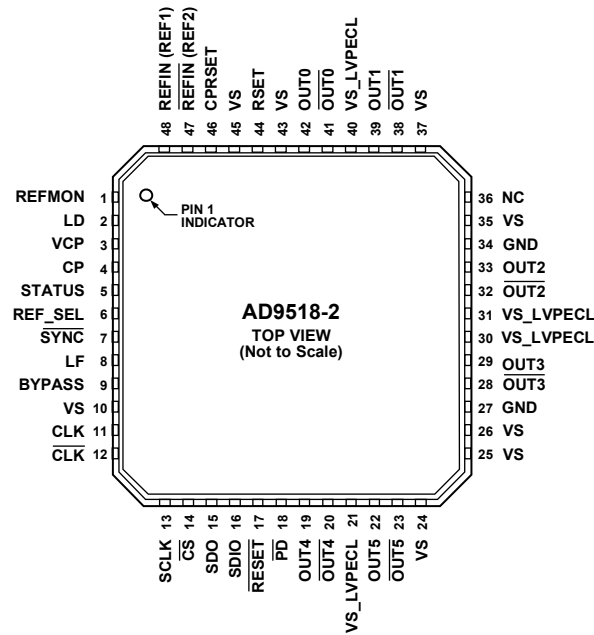 48 REFIN (REF1)
47 REFIN (REF2)
46 CPRSET
45 VS
44 RSET
43 VS
42 OUT0
41 OUT0
40 VS_LVPECL
39 OUT1
38 OUT1
37 VS
REFMON 1
LD 2
VCP 3
CP 4
STATUS 5
REF_SEL 6
SYNC 7
LF 8
BYPASS 9
VS 10
CLK 11
CLK 12
PIN 1
INDICATOR
AD9518-2
TOP VIEW
(Not to Scale)
36 NC
35 VS
34 GND
33 OUT2
32 OUT2
31 VS_LVPECL
30 VS_LVPECL
29 OUT3
28 OUT3
27 GND
26 VS
25 VS
SCLK 13
CS 14
SDO 15
SDIO 16
RESET 17
PD 18
OUT4 19
OUT4 20
VS_LVPECL 21
OUT5 22
OUT5 23
VS 24